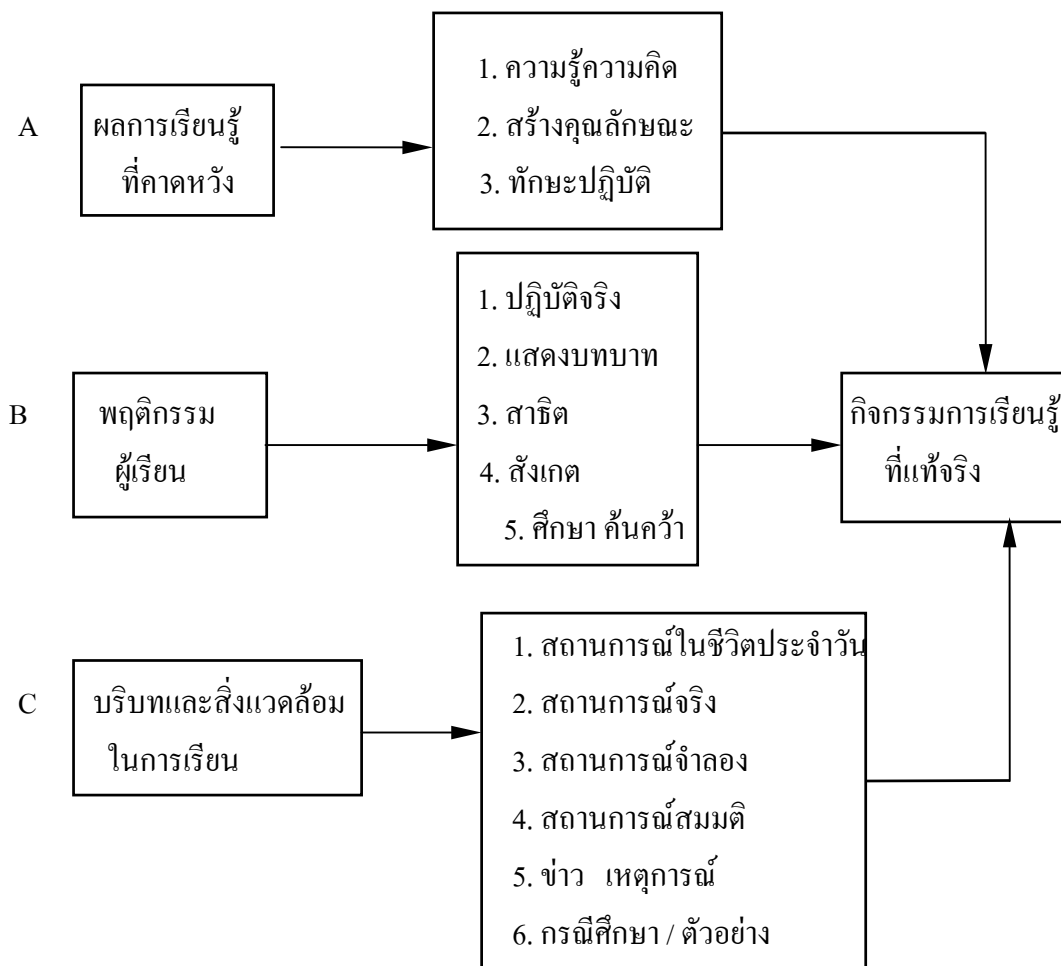 A
ผลการเรียนรู้
ที่คาดหวัง
1. ความรู้ความคิด
2. สร้างคุณลักษณะ
3. ทักษะปฏิบัติ
B
พฤติกรรม
ผู้เรียน
1. ปฏิบัติจริง
2. แสดงบทบาท
3. สาธิต
4. สังเกต
5. ศึกษา ค้นคว้า
กิจกรรมการเรียนรู้
ที่แท้จริง
C
บริบทและสิ่งแวดล้อม
ในการเรียน
1. สถานการณ์ในชีวิตประจำวัน
2. สถานการณ์จริง
3. สถานการณ์จำลอง
4. สถานการณ์สมมติ
5. ข่าว เหตุการณ์
6. กรณีศึกษา / ตัวอย่าง